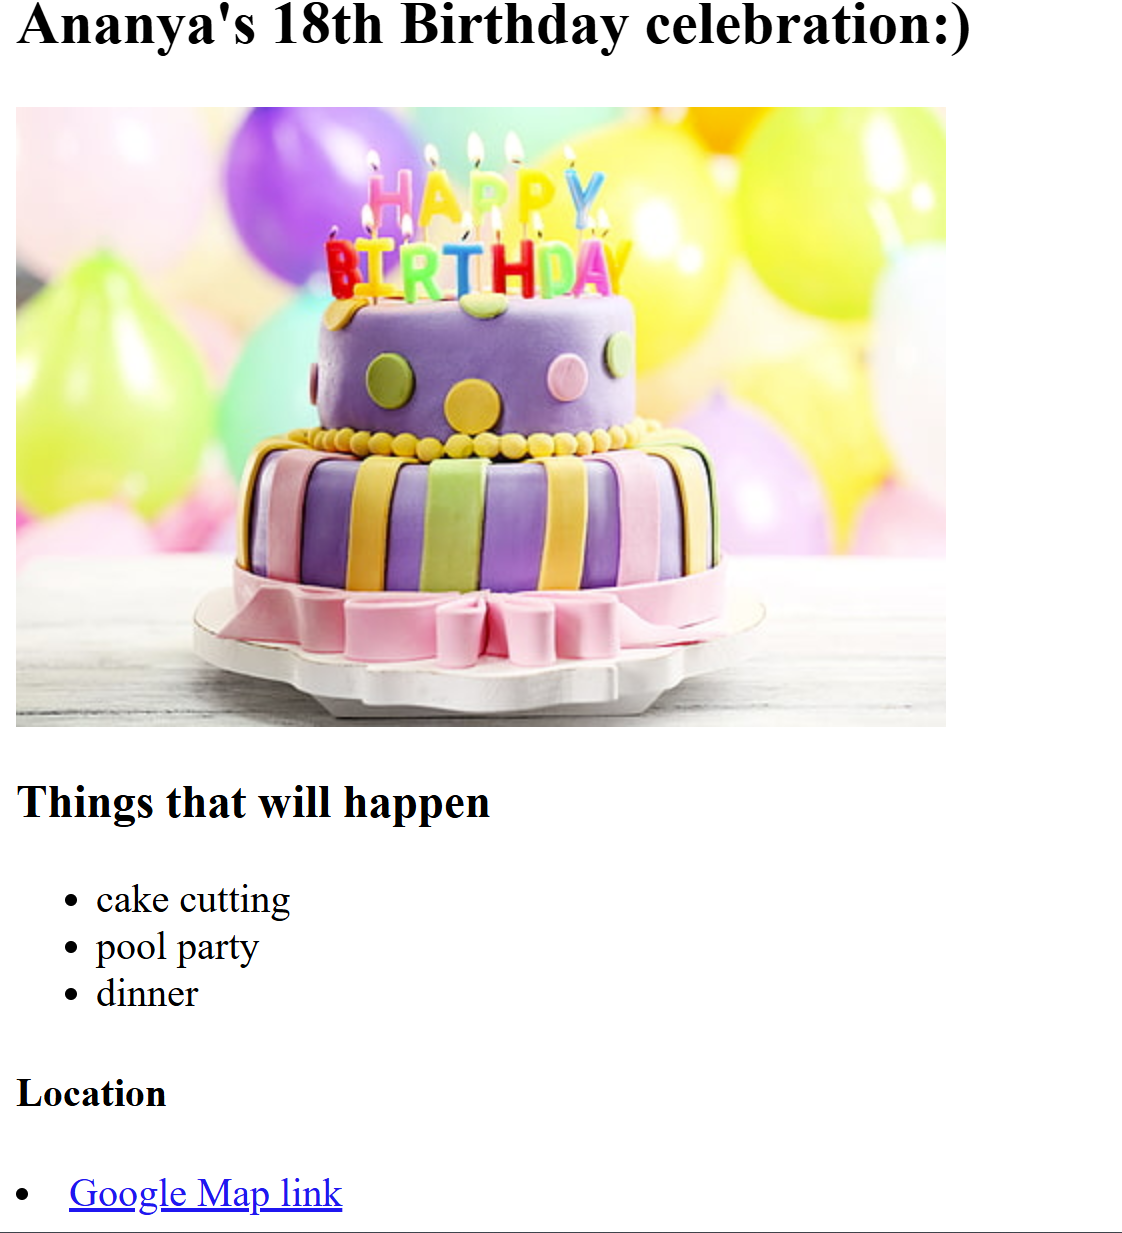 Ananya's 18th Birthday celebration:)
HAPPY
BIRTHDAY
Things that will happen
cake cutting
pool party
dinner
Location
Google Map link